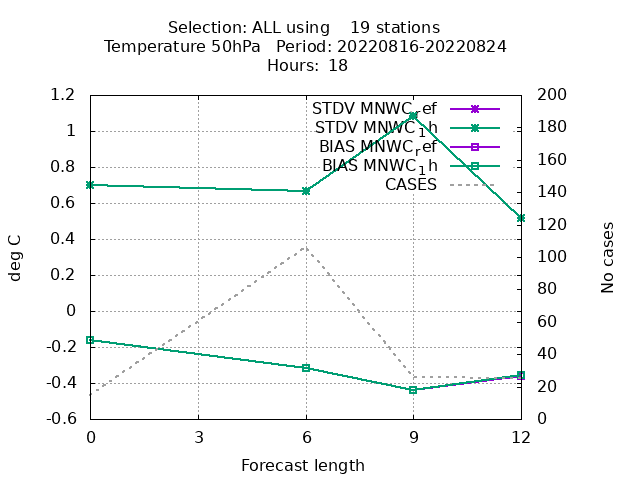 Selection: ALL using    19 stations
Temperature 50hPa   Period: 20220816-20220824
Hours:  18
STDV MNWC_ref
STDV MNWC_1h
BIAS MNWC_ref
BIAS MNWC_1h
CASES
deg C
1.2
1
0.8
0.6
0.4
0.2
0
-0.2
-0.4
-0.6
200
180
160
140
120
100
80
60
40
20
0
No cases
0 3 6 9 12
Forecast length